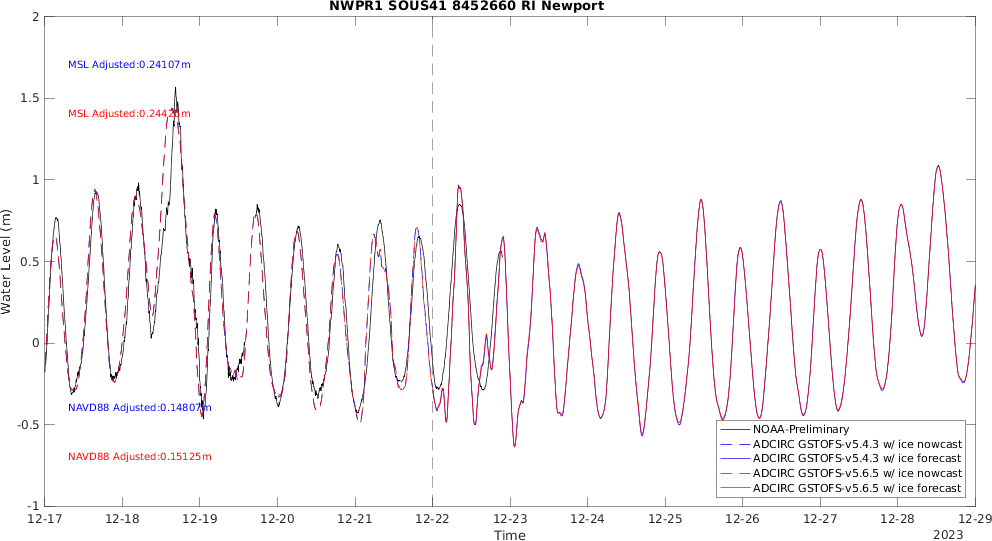 NWPR1 SOUS41 8452660 RI Newport
2
1.5
1
0.5
0
-0.5
-1
Water Level (m)
MSL Adjusted:0.24107m
MSL Adjusted:0.2442 m
NAVD88 Adjusted:0.14807m
NAVD88 Adjusted:0.15125m
NOAA-Preliminary
ADCIRC GSTOFS-v5.4.3 w/ ice nowcast
ADCIRC GSTOFS-v5.4.3 w/ ice forecast
ADCIRC GSTOFS-v5.6.5 w/ ice nowcast
ADCIRC GSTOFS-v5.6.5 w/ ice forecast
12-17 12-18 12-19 12-20 12-21 12-22 12-23 12-24 12-25 12-26 12-27 12-28 12-29
Time
2023